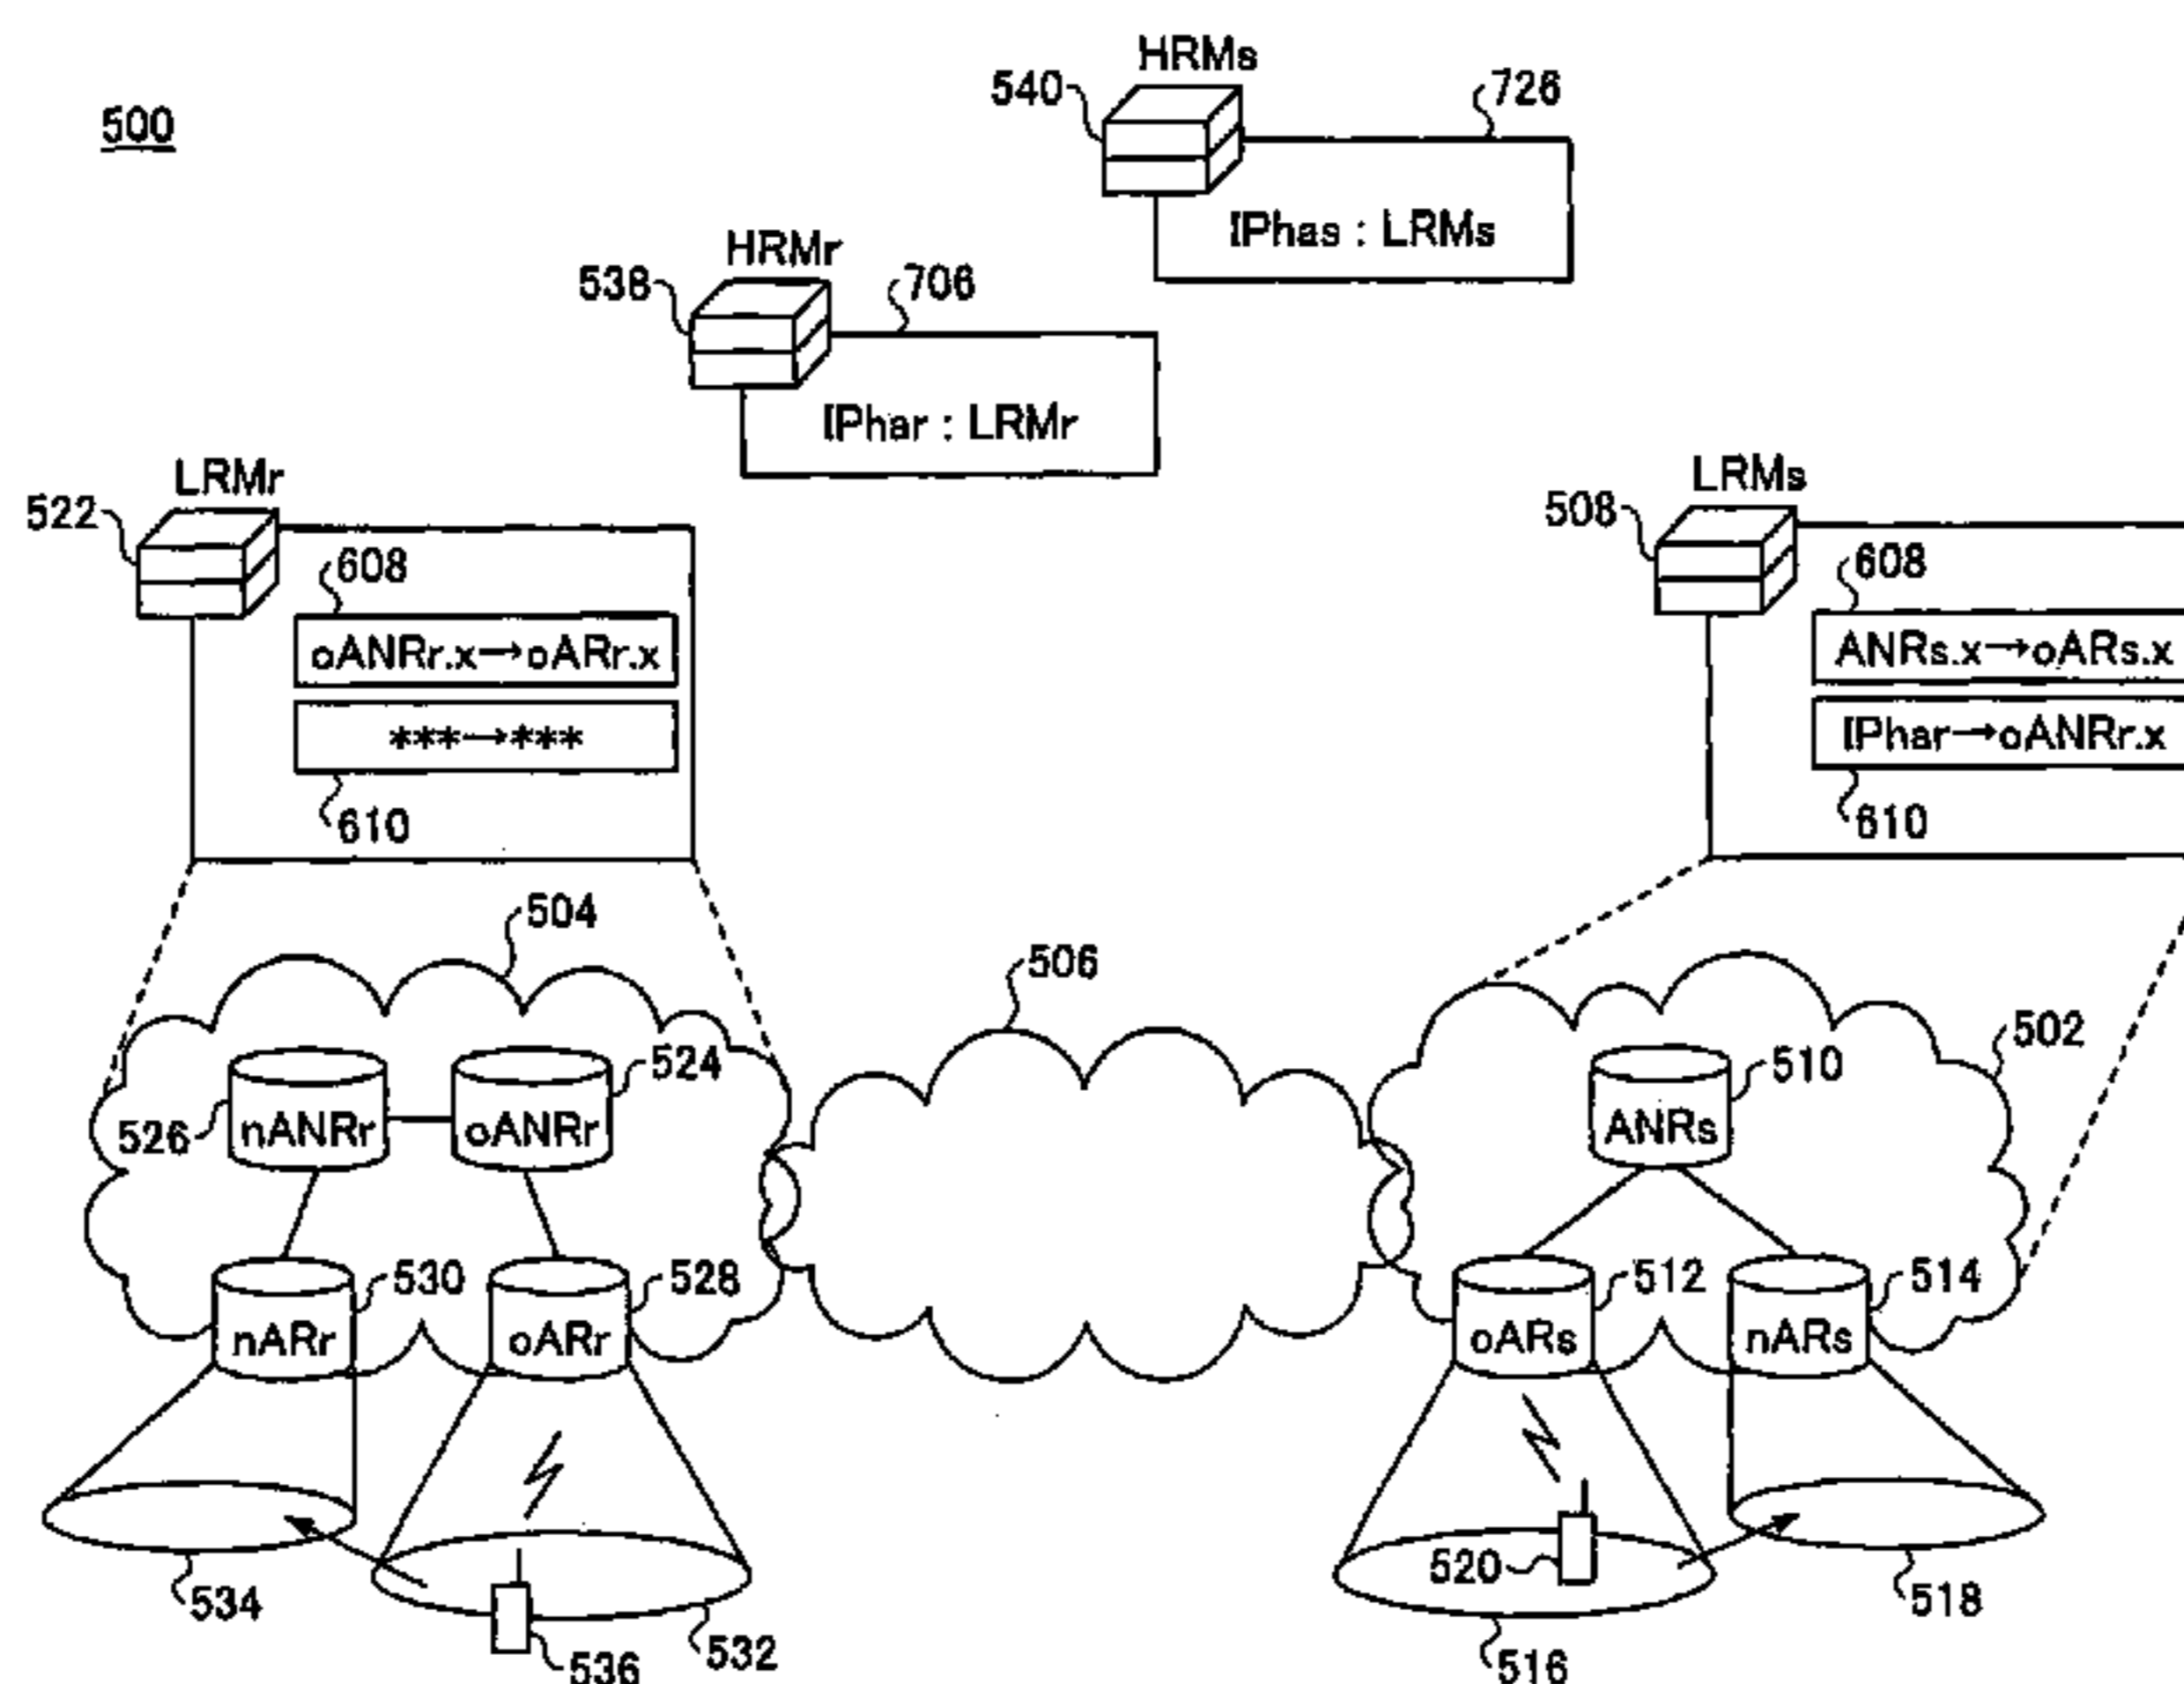 500
HRMs
540
726
IPhas : LRMs
HRMr
538
706
IPhar : LRMr
LRMr
522
608
oANRr.x→oARr.x
***→***
610
LRMs
508
608
ANRs.x→oARs.x
IPhar→oANRr.x
610
504
506
502
524
526
nANRr
oANRr
510
ANRs
530
528
nARr
oARr
512
514
oARs
nARs
534
532
536
520
518
516